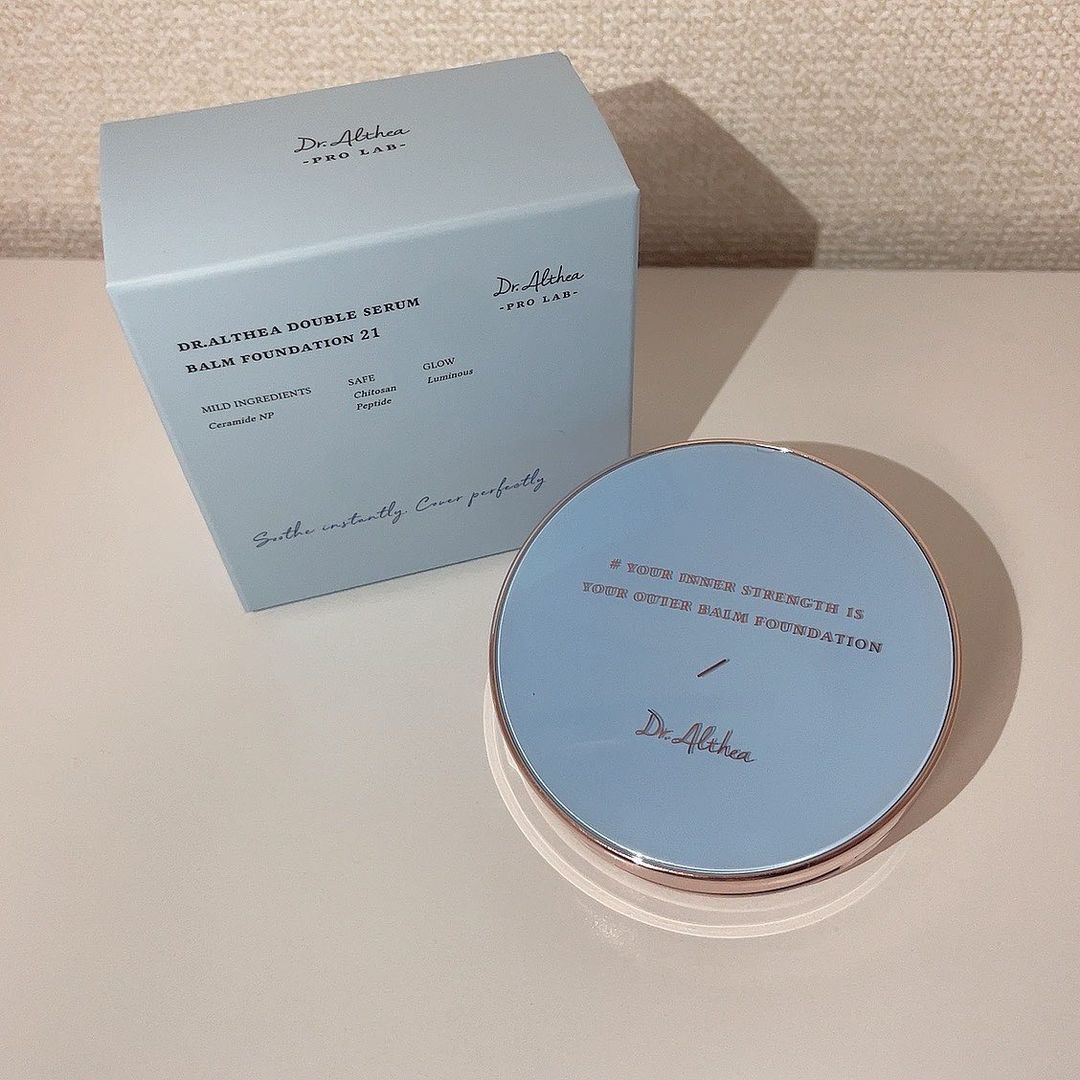 Dr. Althea
-PRO LAB-
Dr. Althea
-PRO LAB-
DR.ALTHEA DOUBLE SERUM
BALM FOUNDATION 21
MILD INGREDIENTS
Ceramide NP
SAFE
Chitosan
Peptide
GLOW
Luminous
Soothe instantly. Cover perfectly
# YOUR INNER STRENGTH IS
YOUR OUTER BALM FOUNDATION
Dr. Althea